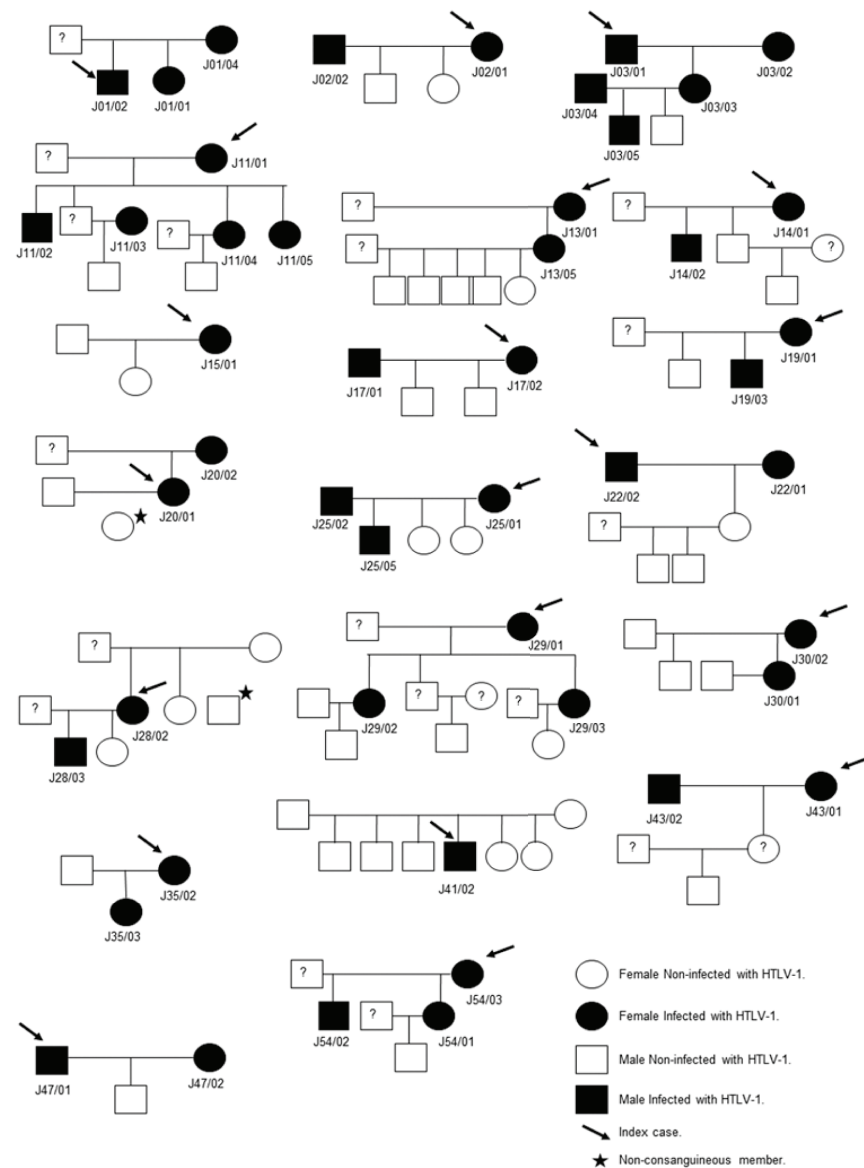 ?
J01/04
J01/02
J01/01
J02/02
J02/01
J03/01
J03/02
J03/04
J03/03
J03/05
?
J11/01
?
J11/02
J11/03
?
J11/04
J11/05
?
J13/01
?
J13/05
?
J14/01
J14/02
?
J15/01
J17/01
J17/02
?
J19/01
J19/03
?
J20/02
J20/01
J25/02
J25/01
J25/05
J22/02
J22/01
?
?
?
J28/02
J28/03
?
J29/01
J29/02
?
?
?
J29/03
J30/02
J30/01
J35/02
J35/03
J41/02
J43/02
J43/01
?
?
J47/01
J47/02
?
J54/03
J54/02
?
J54/01
Female Non-infected with HTLV-1.
Female Infected with HTLV-1.
Male Non-infected with HTLV-1.
Male Infected with HTLV-1.
Index case.
Non-consanguineous member.